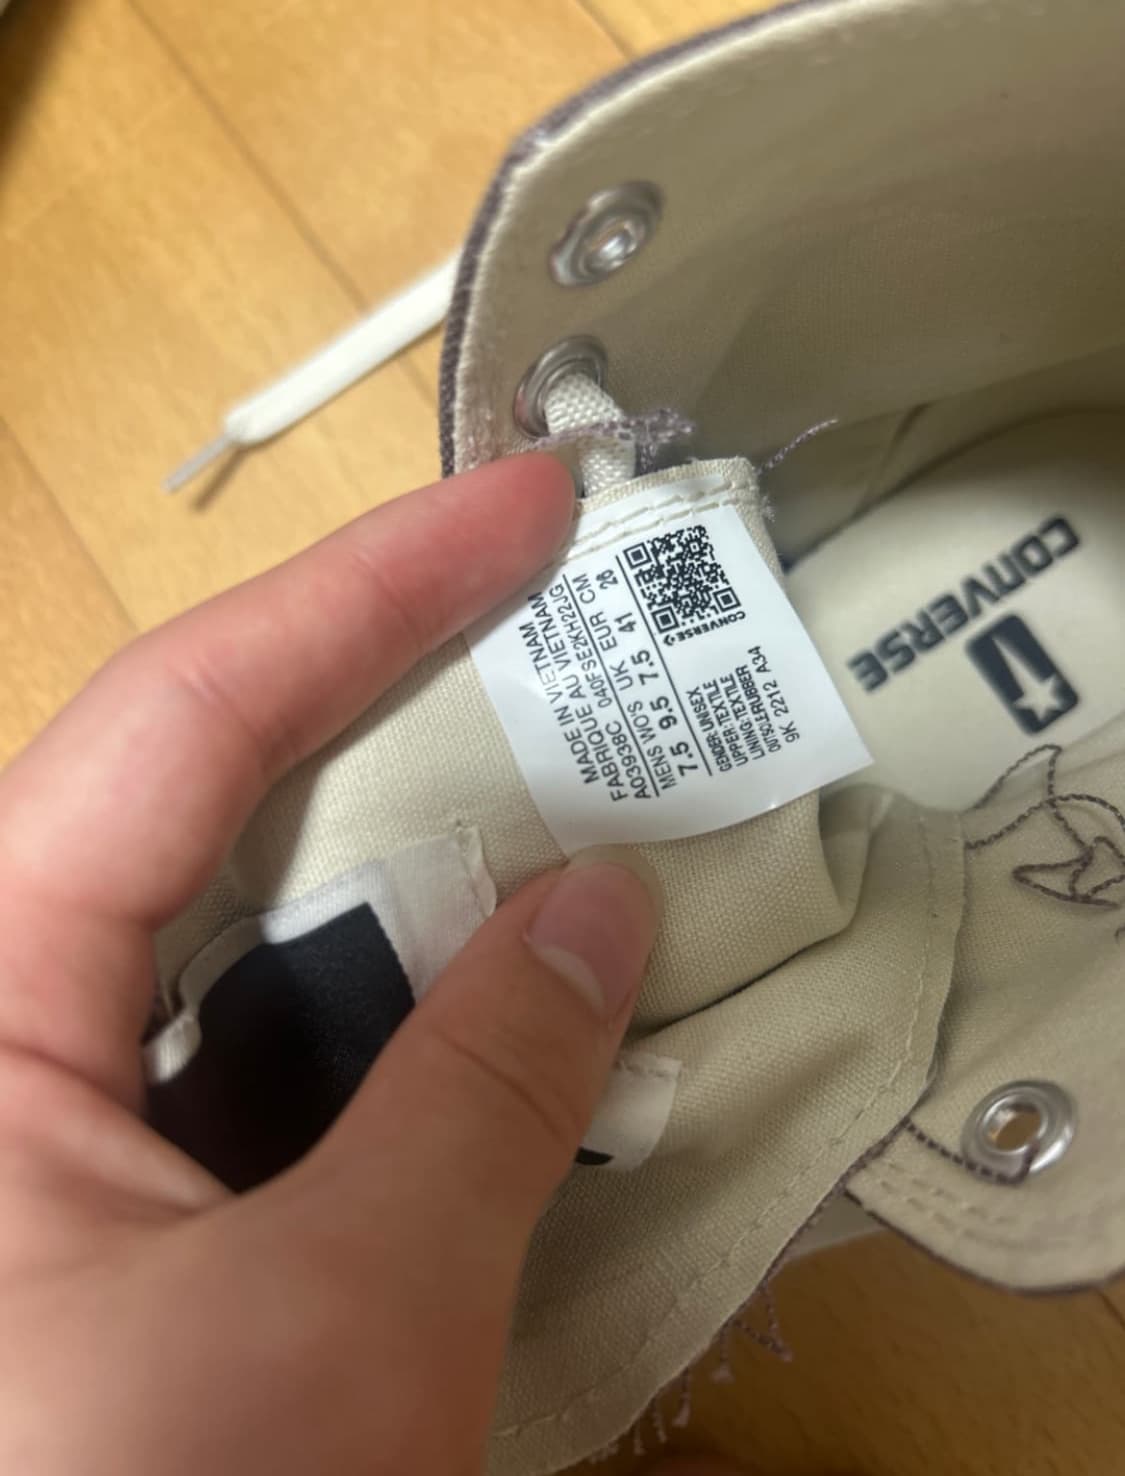 MADE IN VIETNAM
FABRIQUE AU VIETNAM
A03938C 040FSE2KH22JG
MENS WO'S UK EUR CM
7.5 9.5 7.5 41 26
CONVERSE
GENDER: UNISEX
UPPER: TEXTILE
LINING: TEXTILE
OUTSOLE:RUBBER
9K 2212 A34
CONVERSE